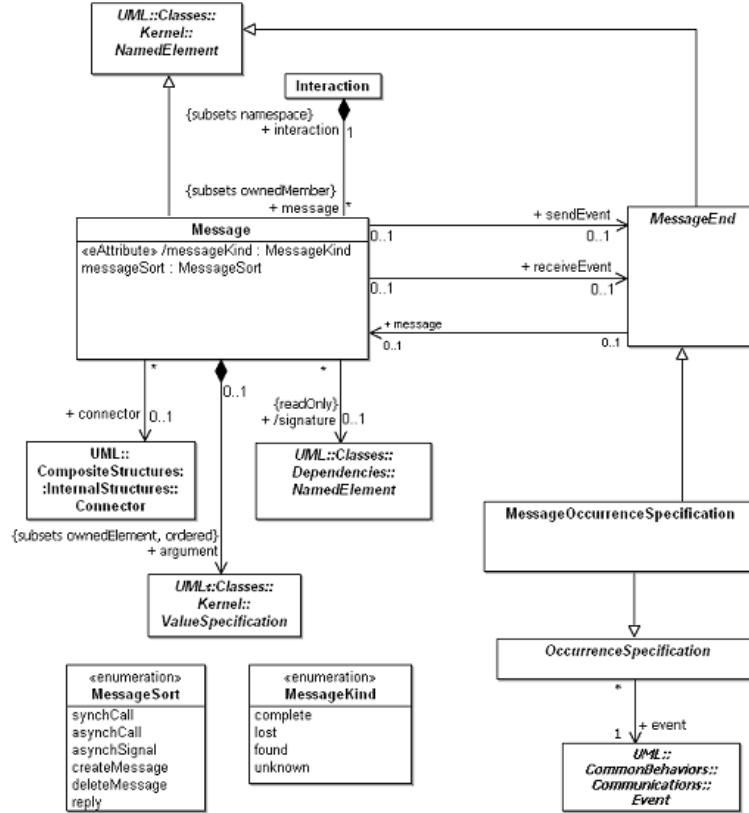 UML::Classes::
Kernel::
NamedElement
Interaction
{subsets namespace}
+ interaction
1
{subsets ownedMember}
+ message
*
Message
«eAttribute» /messageKind : MessageKind
messageSort : MessageSort
+ sendEvent
0..1
0..1
+ receiveEvent
0..1
0..1
+ message
0..1
0..1
MessageEnd
*
+ connector
0..1
0..1
*
{readOnly}
+ /signature
0..1
UML::
CompositeStructures:
:InternalStructures::
Connector
UML::Classes::
Dependencies::
NamedElement
MessageOccurrenceSpecification
{subsets ownedElement, ordered}
+ argument
UML::Classes::
Kernel::
ValueSpecification
OccurrenceSpecification
*
+ event
1
UML::
CommonBehaviors::
Communications::
Event
«enumeration»
MessageSort
synchCall
asynchCall
asynchSignal
createMessage
deleteMessage
reply
«enumeration»
MessageKind
complete
lost
found
unknown